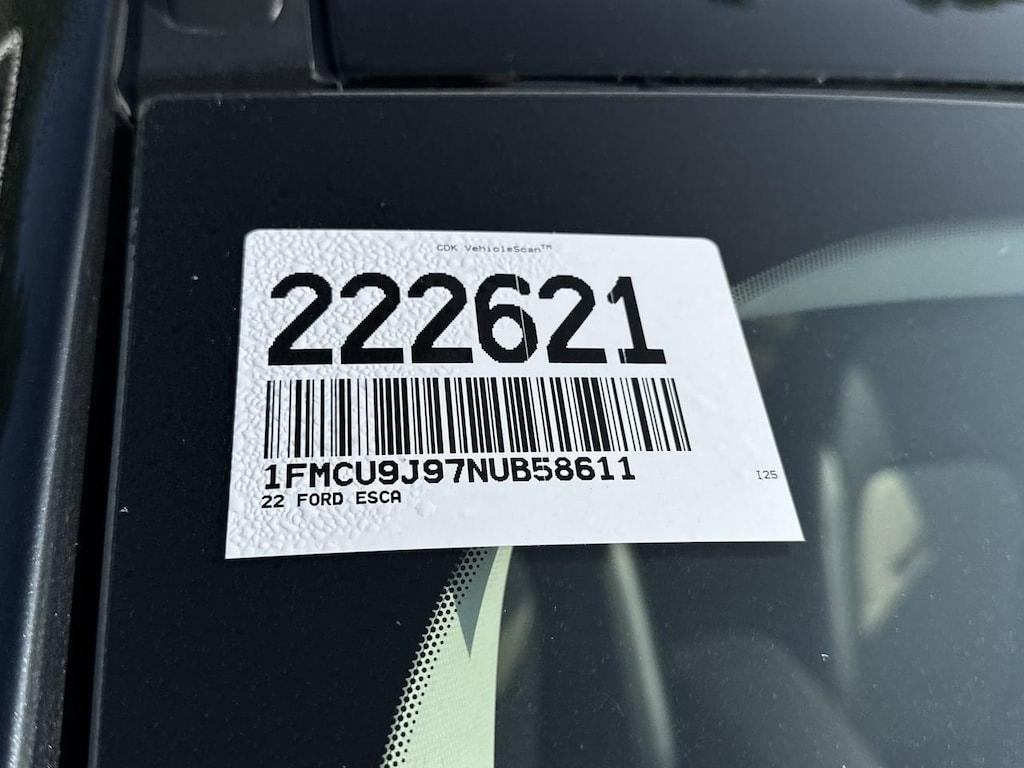 CDK VehicleScan™
222621
1FMCU9J97NUB58611
22 FORD ESCA
I25